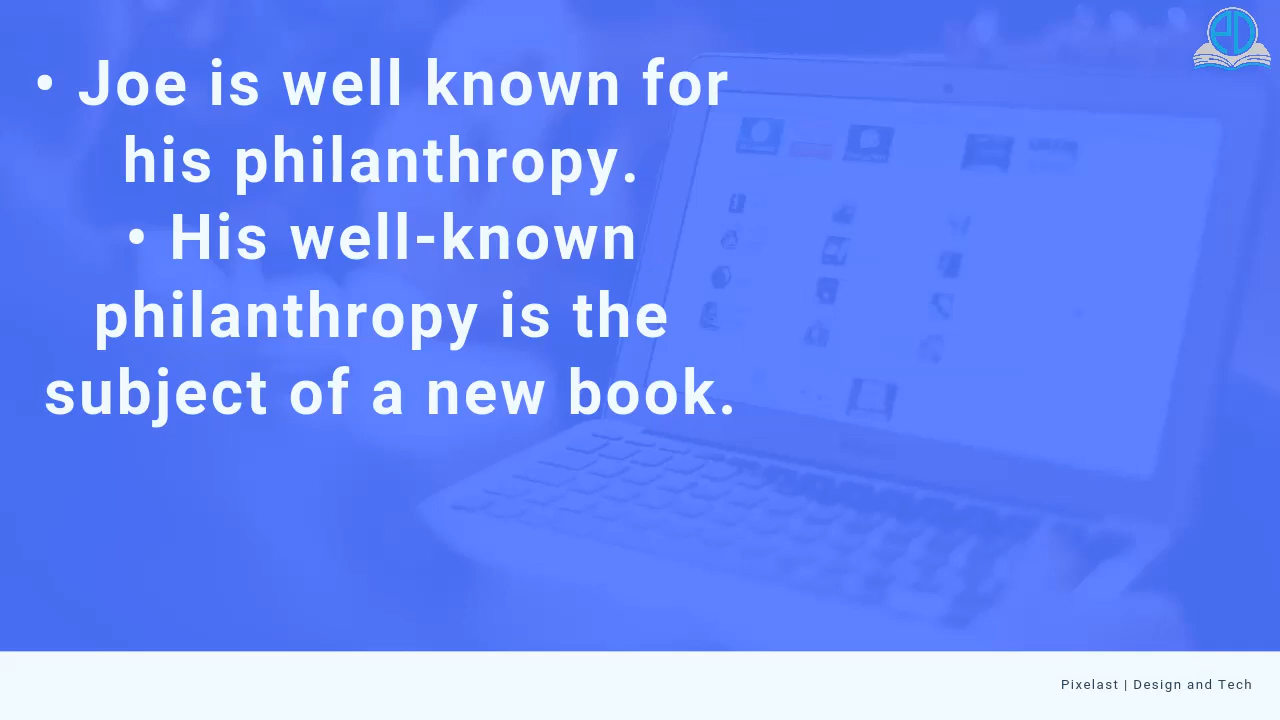 • Joe is well known for
his philanthropy.
• His well-known
philanthropy is the
subject of a new book.
Pixelast | Design and Tech